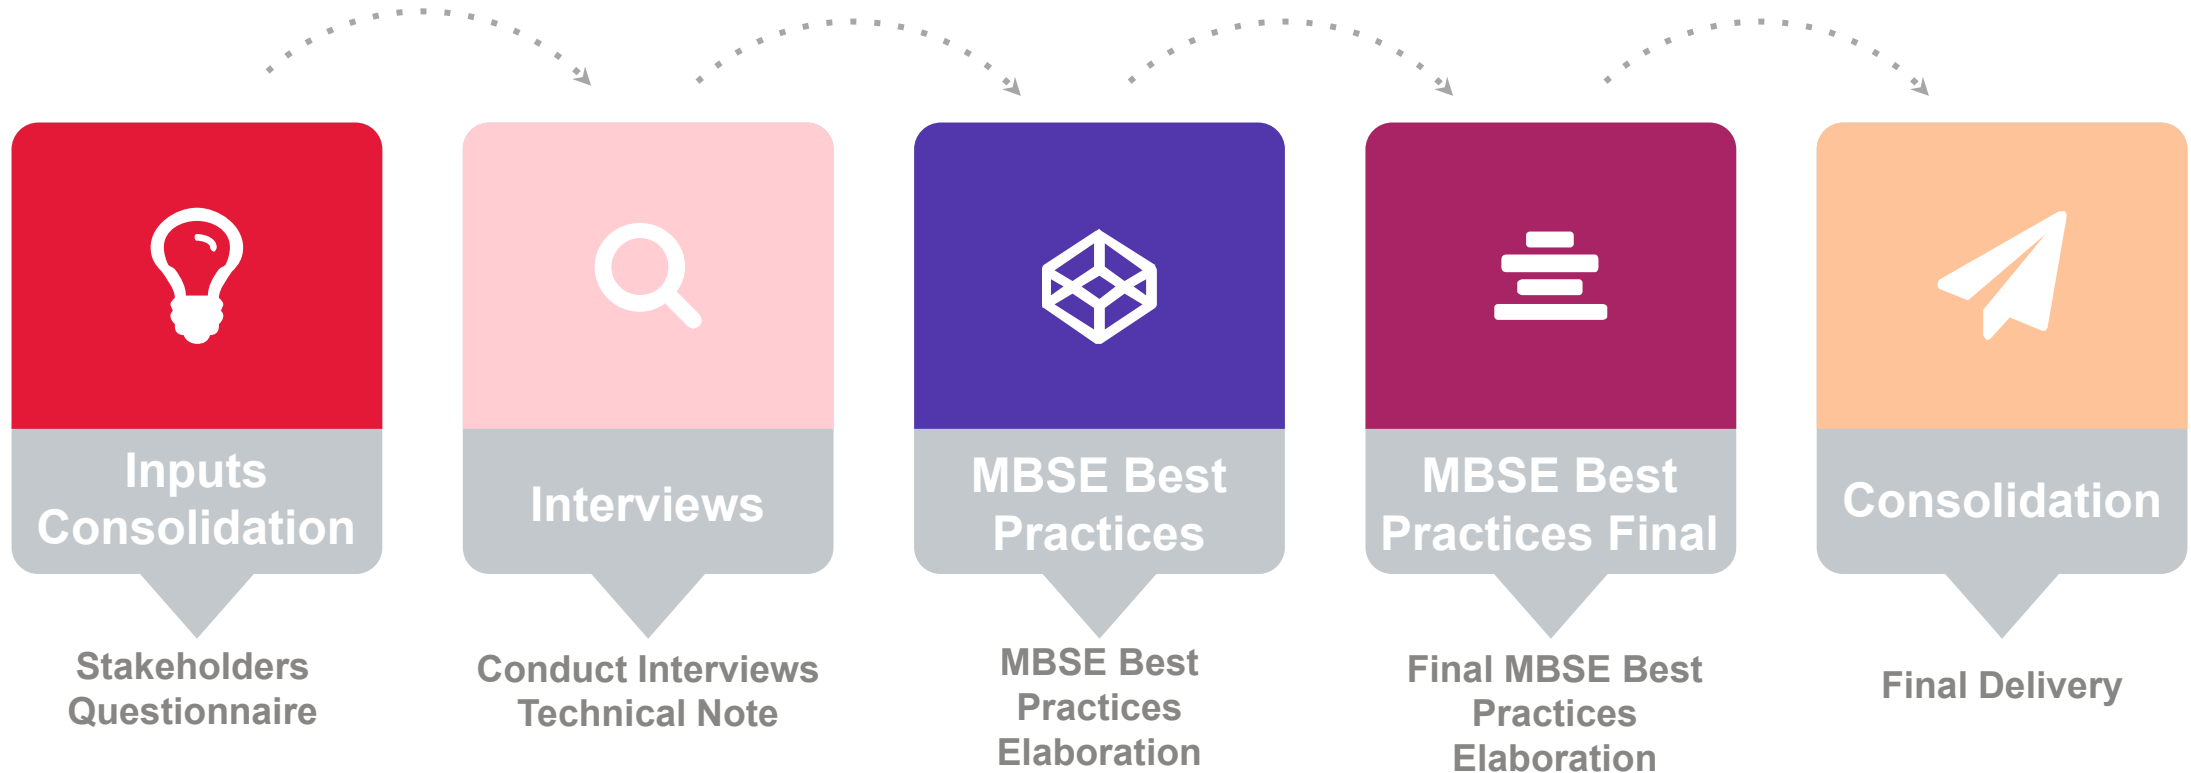 Inputs
Consolidation
Interviews
MBSE Best
Practices
MBSE Best
Practices Final
Consolidation
Stakeholders
Questionnaire
Conduct Interviews
Technical Note
MBSE Best
Practices
Elaboration
Final MBSE Best
Practices
Elaboration
Final Delivery